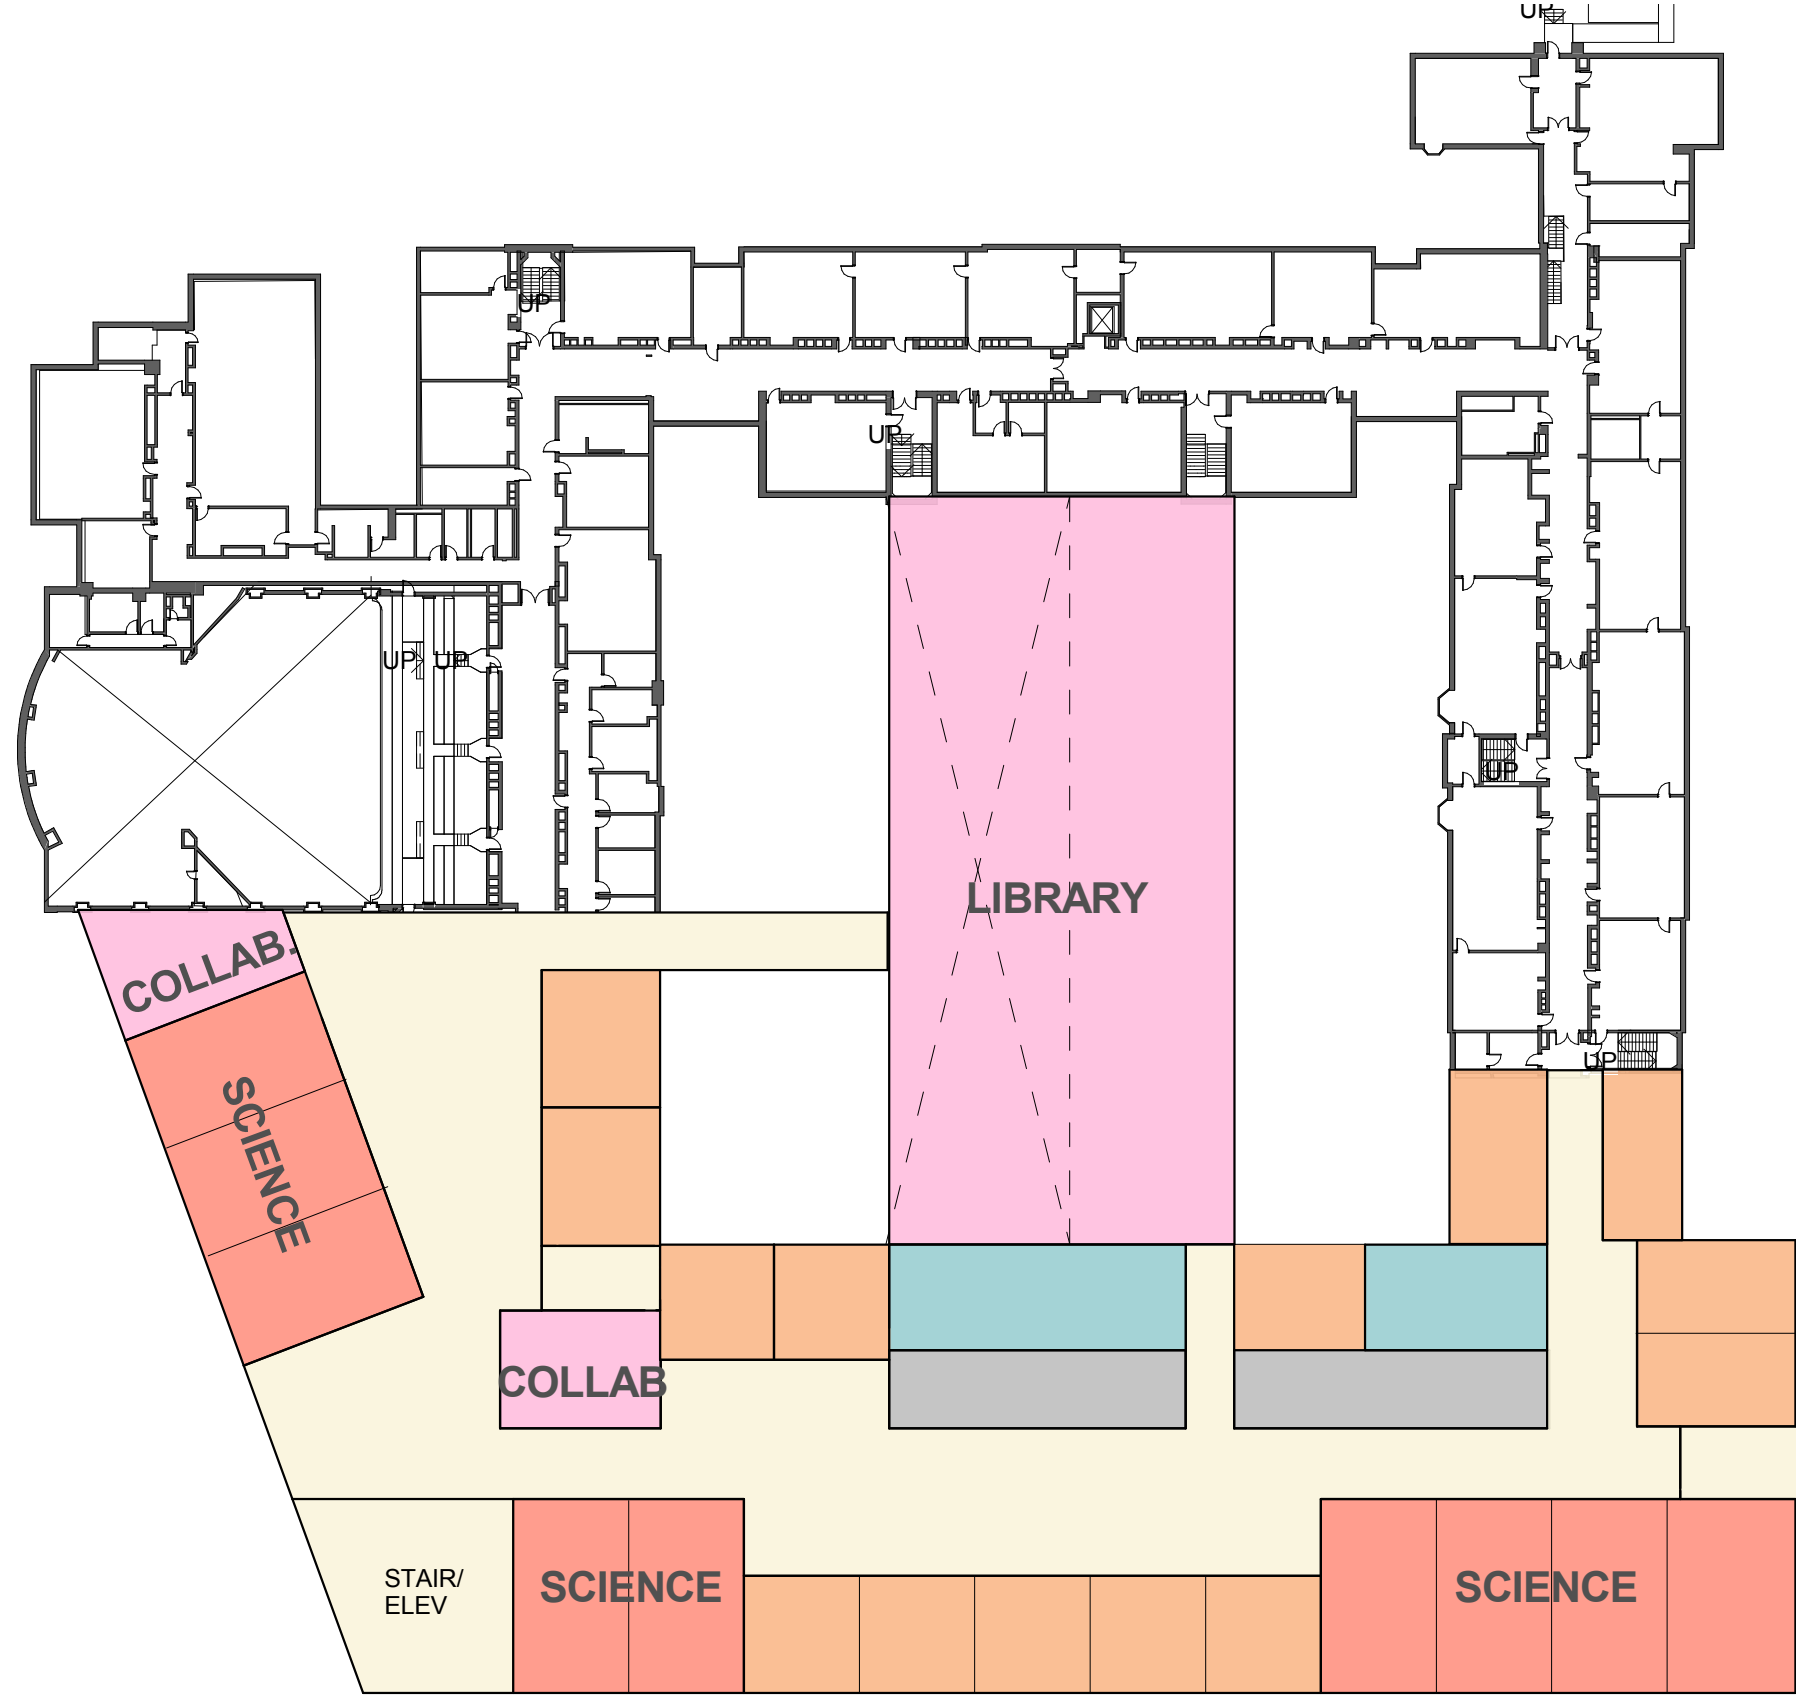 UP
UP
UP
UP
UP
UP
LIBRARY
COLLAB.
UP
SCIENCE
COLLAB
STAIR/
ELEV
SCIENCE
SCIENCE